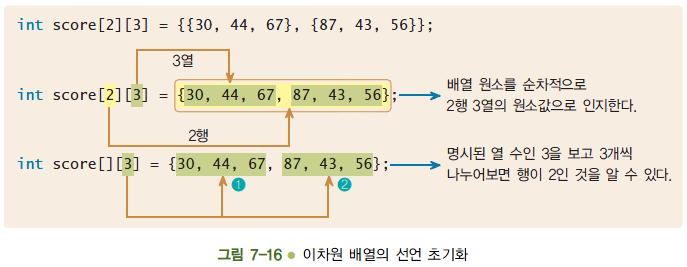 int score[2][3] = {{30, 44, 67}, {87, 43, 56}};
3열
int score[2][3] = {30, 44, 67, 87, 43, 56};
배열 원소를 순차적으로
2행 3열의 원소값으로 인지한다.
2행
int score[][3] = {30, 44, 67, 87, 43, 56};
명시된 열 수인 3을 보고 3개씩
나누어보면 행이 2인 것을 알 수 있다.
1 2
그림 7-16 ● 이차원 배열의 선언 초기화